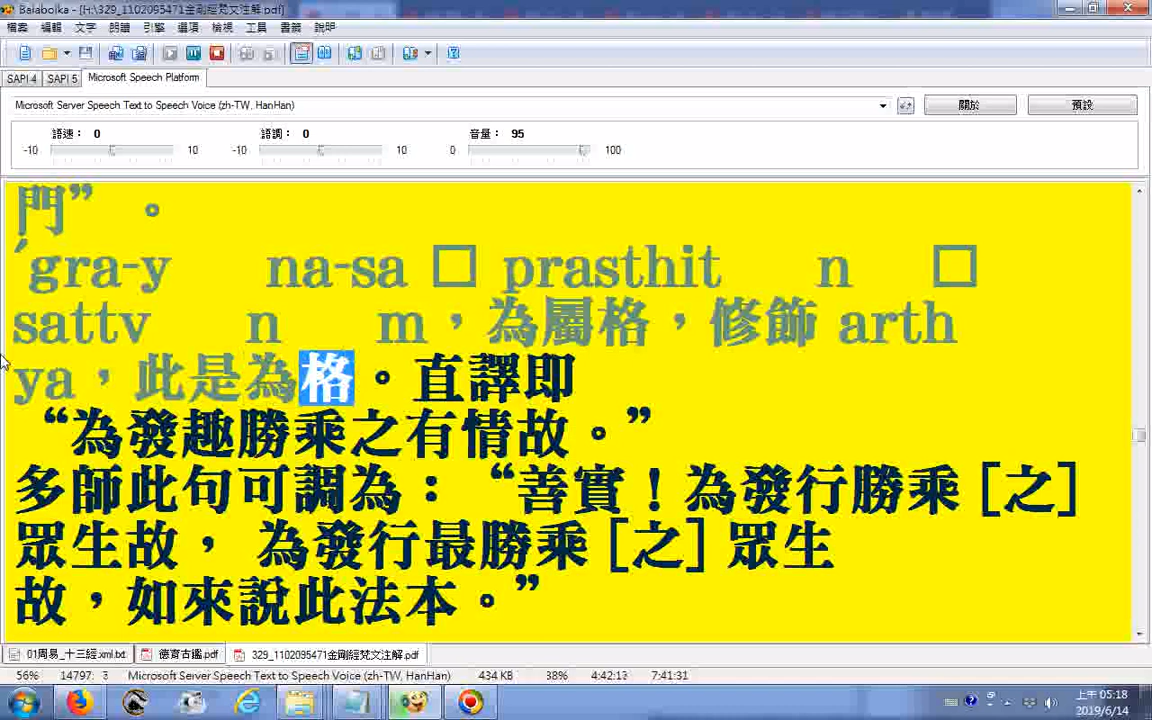 Balabolka - [H:\329_1102095471金剛經梵文注解.pdf]
檔案 編輯 文字 朗讀 引擎 選項 檢視 工具 書籤 說明
SAPI 4 SAPI 5 Microsoft Speech Platform
Microsoft Server Speech Text to Speech Voice (zh-TW, HanHan) 關於 預設
語速： 0 語調： 0 音量： 95
-10 10 -10 10 0 100
門” 。
´gra-y na-sa □ prasthit n □
sattv n m，為屬格，修飾 arth
ya，此是為格。直譯即
“為發趣勝乘之有情故。”
多師此句可調為：“善實！為發行勝乘 [之]
眾生故， 為發行最勝乘 [之] 眾生
故，如來說此法本。”
01周易_十三經.xml.txt 德育古鑑.pdf 329_1102095471金剛經梵文注解.pdf
56% 14797: 3 Microsoft Server Speech Text to Speech Voice (zh-TW, HanHan) 434 KB 38% 4:42:13 7:41:31
上午 05:18
2019/6/14